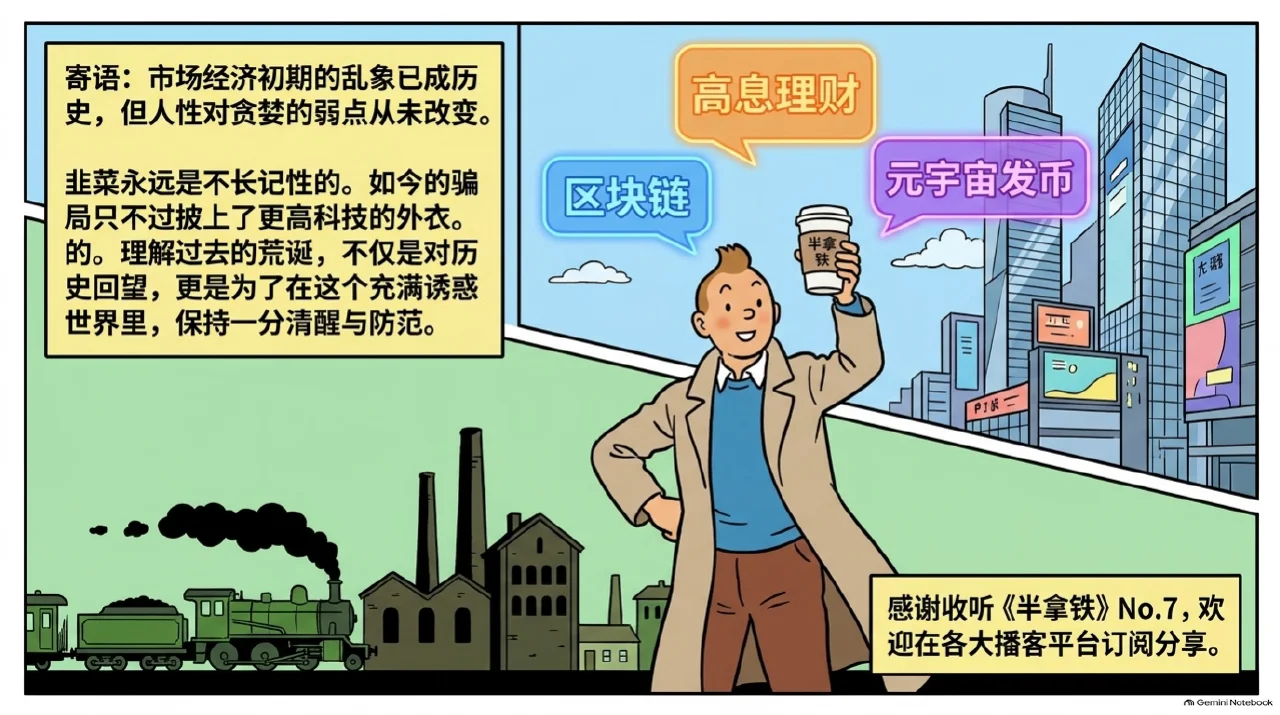 寄语：市场经济初期的乱象已成历
史，但人性对贪婪的弱点从未改变。
韭菜永远是不长记性的。如今的骗
局只不过披上了更高科技的外衣。
的。理解过去的荒诞，不仅是对历
史回望，更是为了在这个充满诱惑
世界里，保持一分清醒与防范。
高息理财
区块链
元宇宙发币
半拿
铁
感谢收听《半拿铁》No.7，欢
迎在各大播客平台订阅分享。
Gemini Notebook